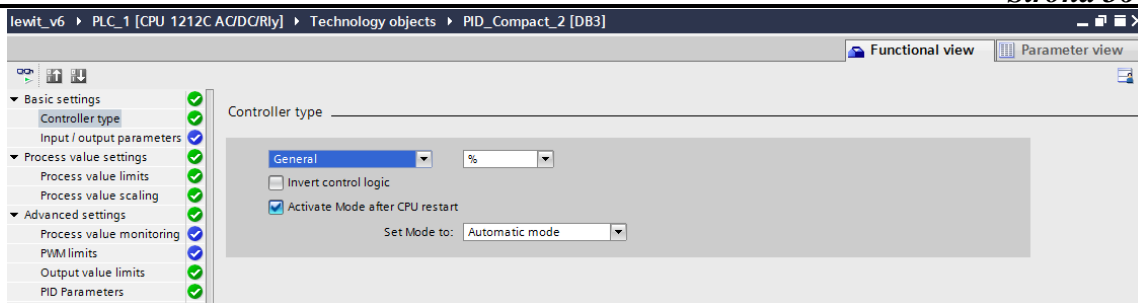 lewit_v6 ▸ PLC_1 [CPU 1212C AC/DC/Rly] ▸ Technology objects ▸ PID_Compact_2 [DB3]
Functional view Parameter view
Basic settings
Controller type
Input / output parameters
Process value settings
Process value limits
Process value scaling
Advanced settings
Process value monitoring
PWM limits
Output value limits
PID Parameters
Controller type
General %
Invert control logic
Activate Mode after CPU restart
Set Mode to: Automatic mode